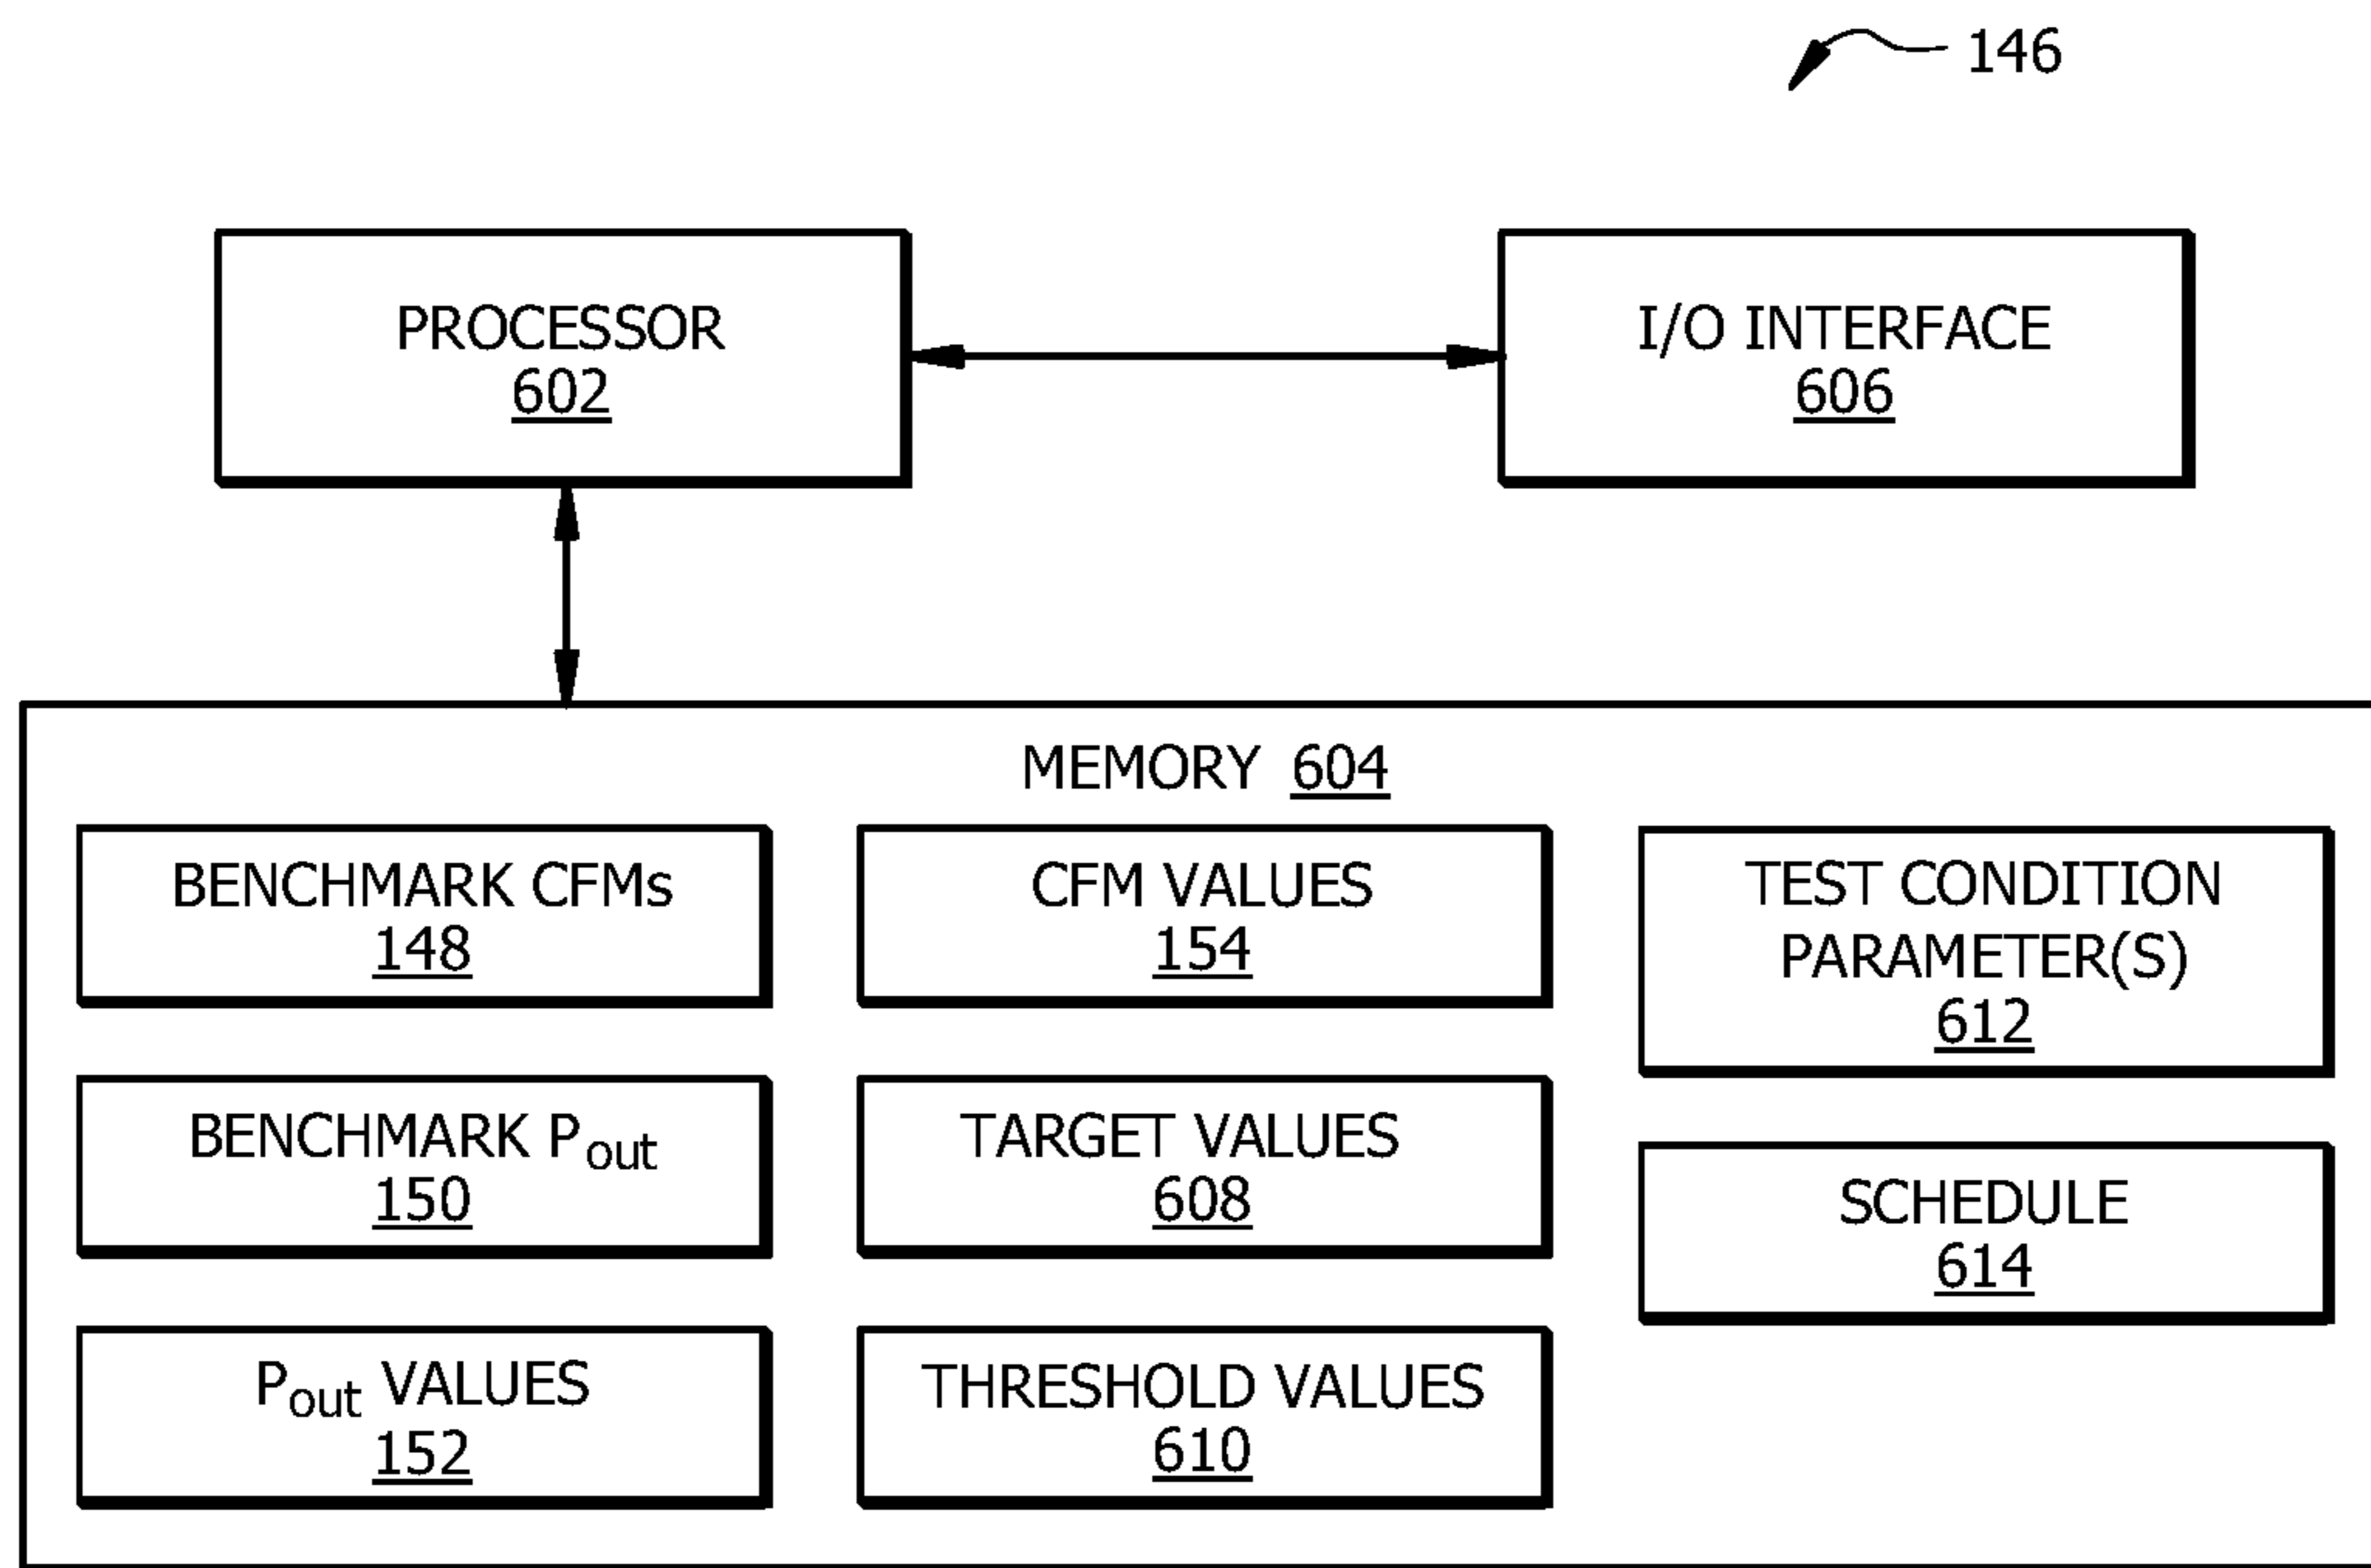 146
PROCESSOR
602
I/O INTERFACE
606
MEMORY 604
BENCHMARK CFMs
148
BENCHMARK Pout
150
Pout VALUES
152
CFM VALUES
154
TARGET VALUES
608
THRESHOLD VALUES
610
TEST CONDITION
PARAMETER(S)
612
SCHEDULE
614